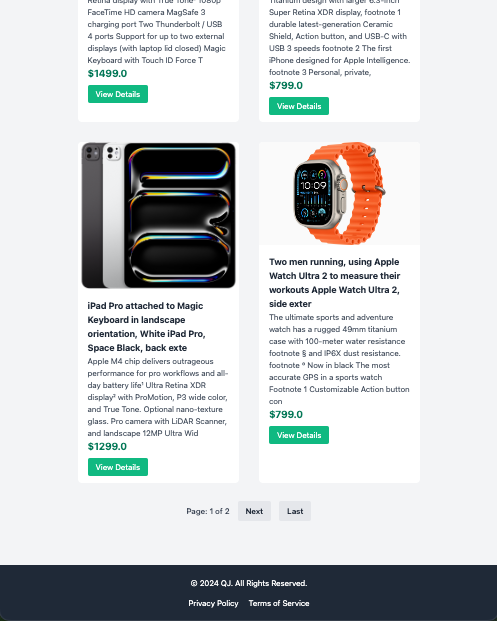 Retina display with True Tone 1080p
FaceTime HD camera MagSafe 3
charging port Two Thunderbolt / USB
4 ports Support for up to two external
displays (with laptop lid closed) Magic
Keyboard with Touch ID Force T
$1499.0
View Details
Titanium design with larger 6.3-inch
Super Retina XDR display, footnote 1
durable latest-generation Ceramic
Shield, Action button, and USB-C with
USB 3 speeds footnote 2 The first
iPhone designed for Apple Intelligence.
footnote 3 Personal, private,
$799.0
View Details
iPad Pro attached to Magic
Keyboard in landscape
orientation, White iPad Pro,
Space Black, back exte
Apple M4 chip delivers outrageous
performance for pro workflows and all-
day battery life¹ Ultra Retina XDR
display² with ProMotion, P3 wide color,
and True Tone. Optional nano-texture
glass. Pro camera with LiDAR Scanner,
and landscape 12MP Ultra Wid
$1299.0
View Details
10:09
Two men running, using Apple
Watch Ultra 2 to measure their
workouts Apple Watch Ultra 2,
side exter
The ultimate sports and adventure
watch has a rugged 49mm titanium
case with 100-meter water resistance
footnote § and IP6X dust resistance.
footnote ° Now in black The most
accurate GPS in a sports watch
Footnote 1 Customizable Action button
con
$799.0
View Details
Page: 1 of 2
Next
Last
© 2024 QJ. All Rights Reserved.
Privacy Policy
Terms of Service